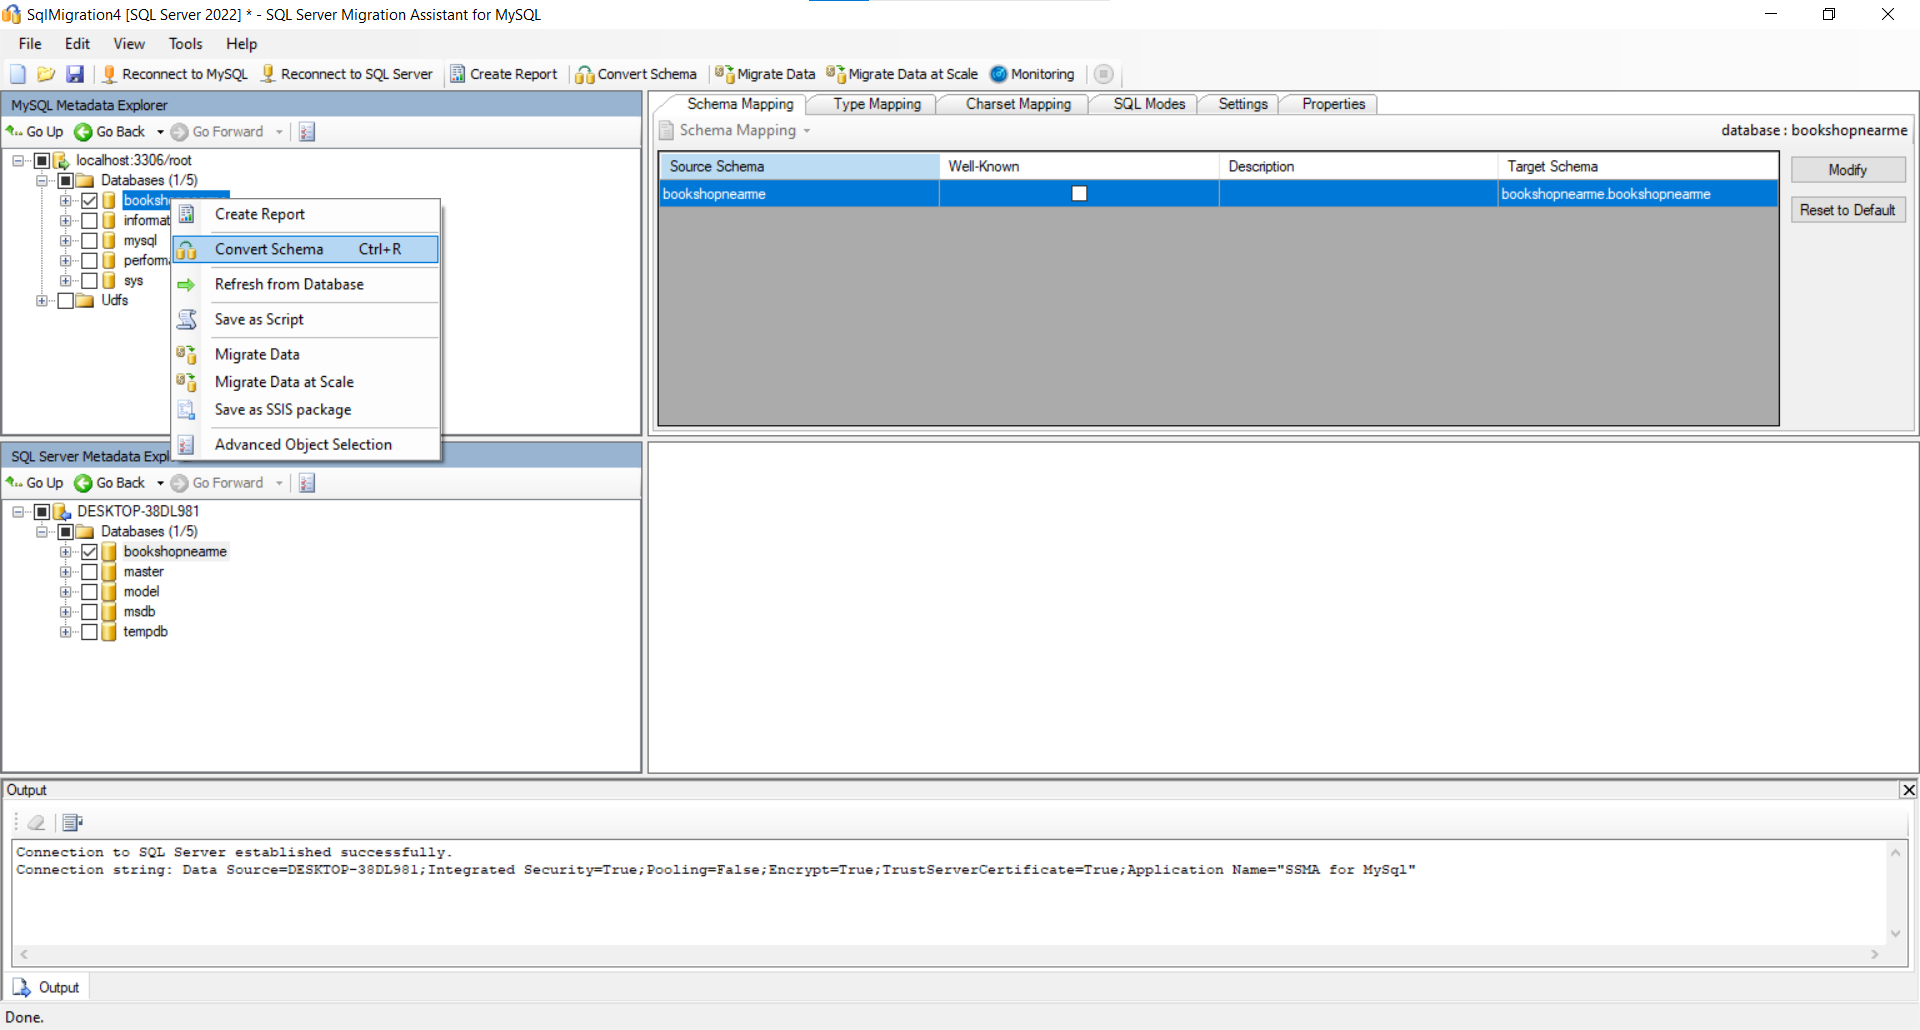 SqlMigration4 [SQL Server 2022] * - SQL Server Migration Assistant for MySQL
File Edit View Tools Help
Reconnect to MySQL Reconnect to SQL Server Create Report Convert Schema Migrate Data Migrate Data at Scale Monitoring
MySQL Metadata Explorer
Go Up Go Back Go Forward
localhost:3306/root
Databases (1/5)
booksh
informat
mysql
perform
sys
Udfs
Create Report
Convert Schema Ctrl+R
Refresh from Database
Save as Script
Migrate Data
Migrate Data at Scale
Save as SSIS package
Advanced Object Selection
Schema Mapping Type Mapping Charset Mapping SQL Modes Settings Properties
Schema Mapping database : bookshopnearme
Source Schema Well-Known Description Target Schema
bookshopnearme bookshopnearme.bookshopnearme
Modify
Reset to Default
SQL Server Metadata Expl
Go Up Go Back Go Forward
DESKTOP-38DL981
Databases (1/5)
bookshopnearme
master
model
msdb
tempdb
Output
Connection to SQL Server established successfully.
Connection string: Data Source=DESKTOP-38DL981;Integrated Security=True;Pooling=False;Encrypt=True;TrustServerCertificate=True;Application Name="SSMA for MySql"
Output
Done.